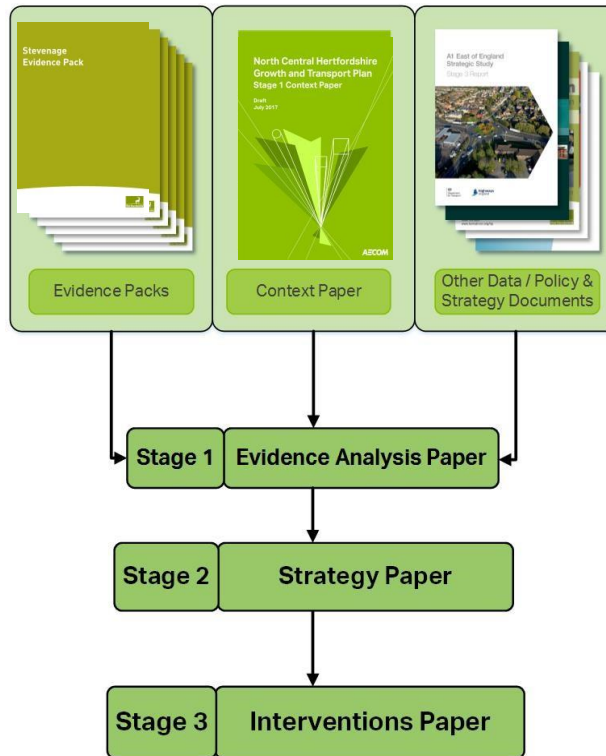 Stevenage
Evidence Pack
North Central Hertfordshire
Growth and Transport Plan
Stage 1 Context Paper
Draft
July 2017
AECOM
A1 East of England
Strategic Study
Stage 3 Report
Evidence Packs
Context Paper
Other Data / Policy &
Strategy Documents
Stage 1
Evidence Analysis Paper
Stage 2
Strategy Paper
Stage 3
Interventions Paper